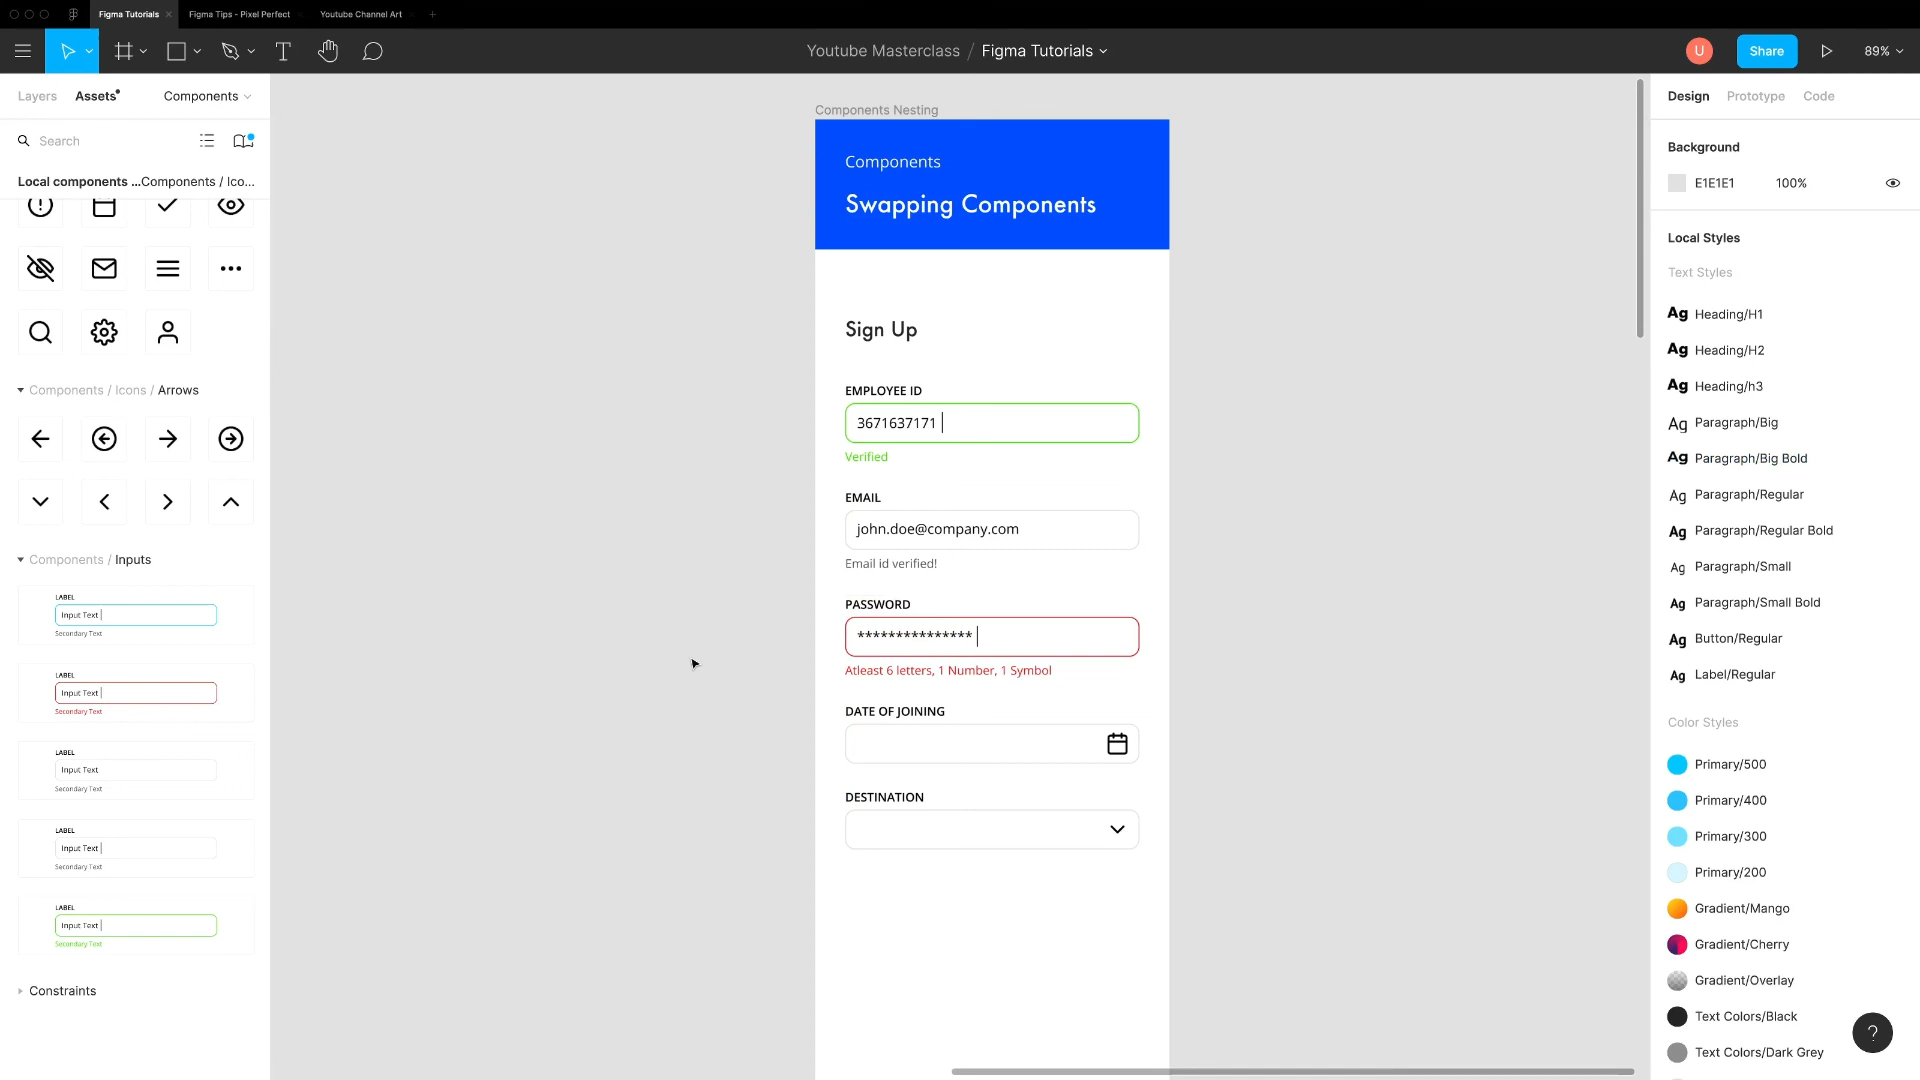 Figma Tutorials
Figma Tips - Pixel Perfect
Youtube Channel Art
Youtube Masterclass / Figma Tutorials
U
Share
89%
Layers
Assets
Components
Search
Local components ...Components / Ico...
Components / Icons / Arrows
Components / Inputs
LABEL
Input Text
Secondary Text
LABEL
Input Text
Secondary Text
LABEL
Input Text
Secondary Text
LABEL
Input Text
Secondary Text
LABEL
Input Text
Secondary Text
Constraints
Components Nesting
Components
Swapping Components
Sign Up
EMPLOYEE ID
3671637171
Verified
EMAIL
john.doe@company.com
Email id verified!
PASSWORD
***************
Atleast 6 letters, 1 Number, 1 Symbol
DATE OF JOINING
DESTINATION
Design
Prototype
Code
Background
E1E1E1
100%
Local Styles
Text Styles
Ag Heading/H1
Ag Heading/H2
Ag Heading/h3
Ag Paragraph/Big
Ag Paragraph/Big Bold
Ag Paragraph/Regular
Ag Paragraph/Regular Bold
Ag Paragraph/Small
Ag Paragraph/Small Bold
Ag Button/Regular
Ag Label/Regular
Color Styles
Primary/500
Primary/400
Primary/300
Primary/200
Gradient/Mango
Gradient/Cherry
Gradient/Overlay
Text Colors/Black
Text Colors/Dark Grey
?